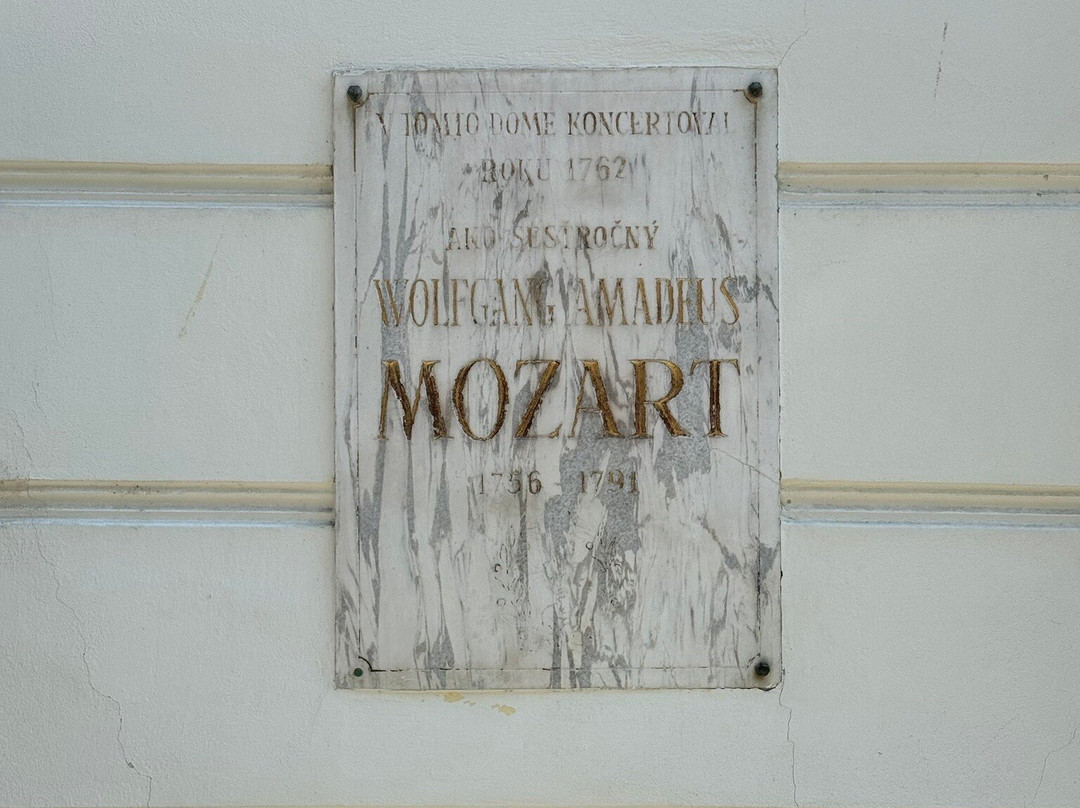 V TOMTO DOME KONCERTOVAL
ROKU 1762
AKO ŠESŤROČNÝ
WOLFGANG AMADEUS
MOZART
1756 - 1791